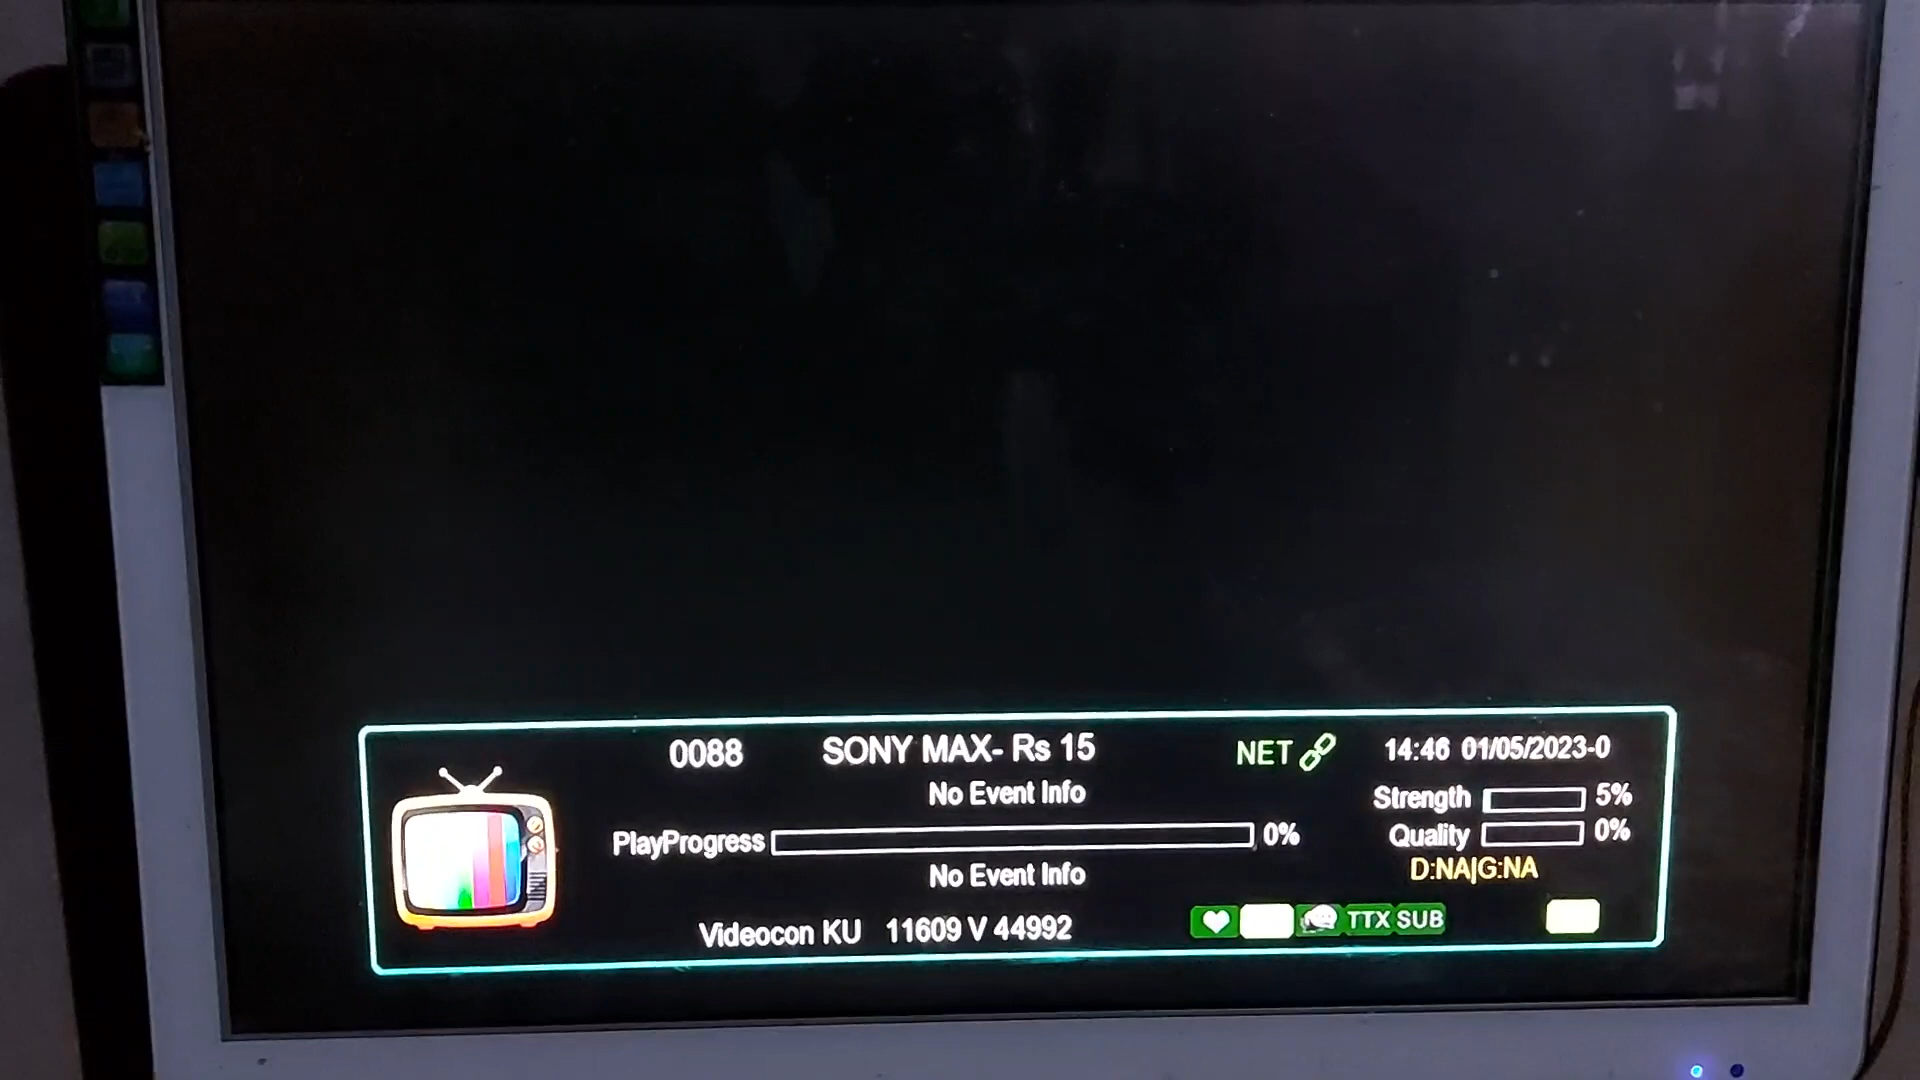 0088 SONY MAX- Rs 15 NET 14:46 01/05/2023-0
No Event Info
Strength 5%
PlayProgress 0%
Quality 0%
No Event Info
D:NA|G:NA
Videocon KU 11609 V 44992
TTX SUB